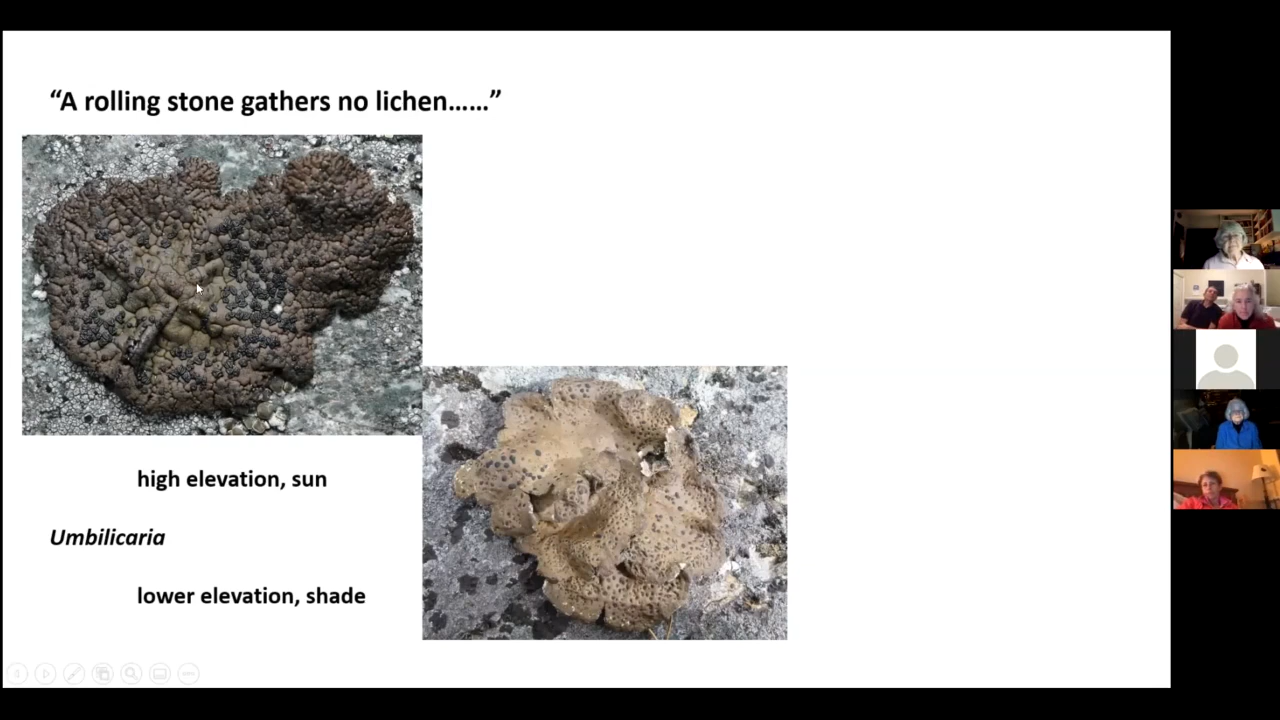 “A rolling stone gathers no lichen……”
high elevation, sun
Umbilicaria
lower elevation, shade